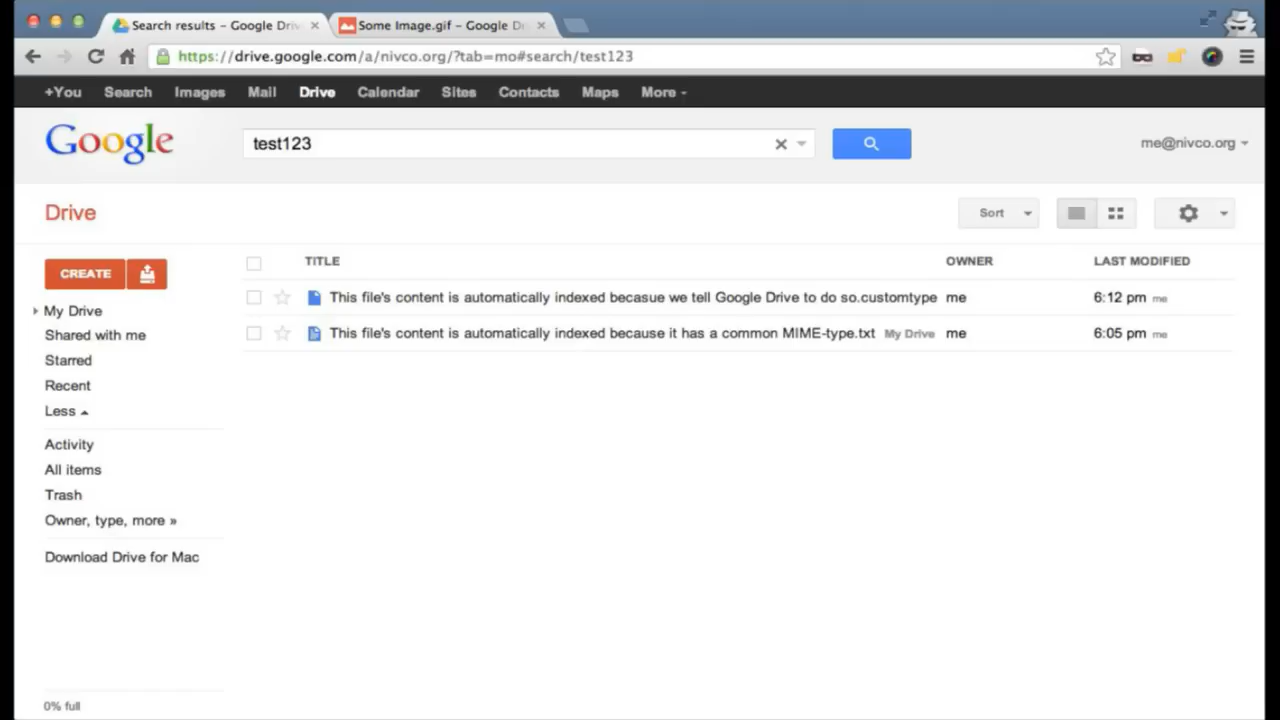 Search results - Google Driv
Some Image.gif - Google Dr
https://drive.google.com/a/nivco.org/?tab=mo#search/test123
+You Search Images Mail Drive Calendar Sites Contacts Maps More
Google
test123
me@nivco.org
Drive
Sort
CREATE
TITLE OWNER LAST MODIFIED
This file's content is automatically indexed becasue we tell Google Drive to do so.customtype me 6:12 pm me
This file's content is automatically indexed because it has a common MIME-type.txt My Drive me 6:05 pm me
My Drive
Shared with me
Starred
Recent
Less
Activity
All items
Trash
Owner, type, more »
Download Drive for Mac
0% full